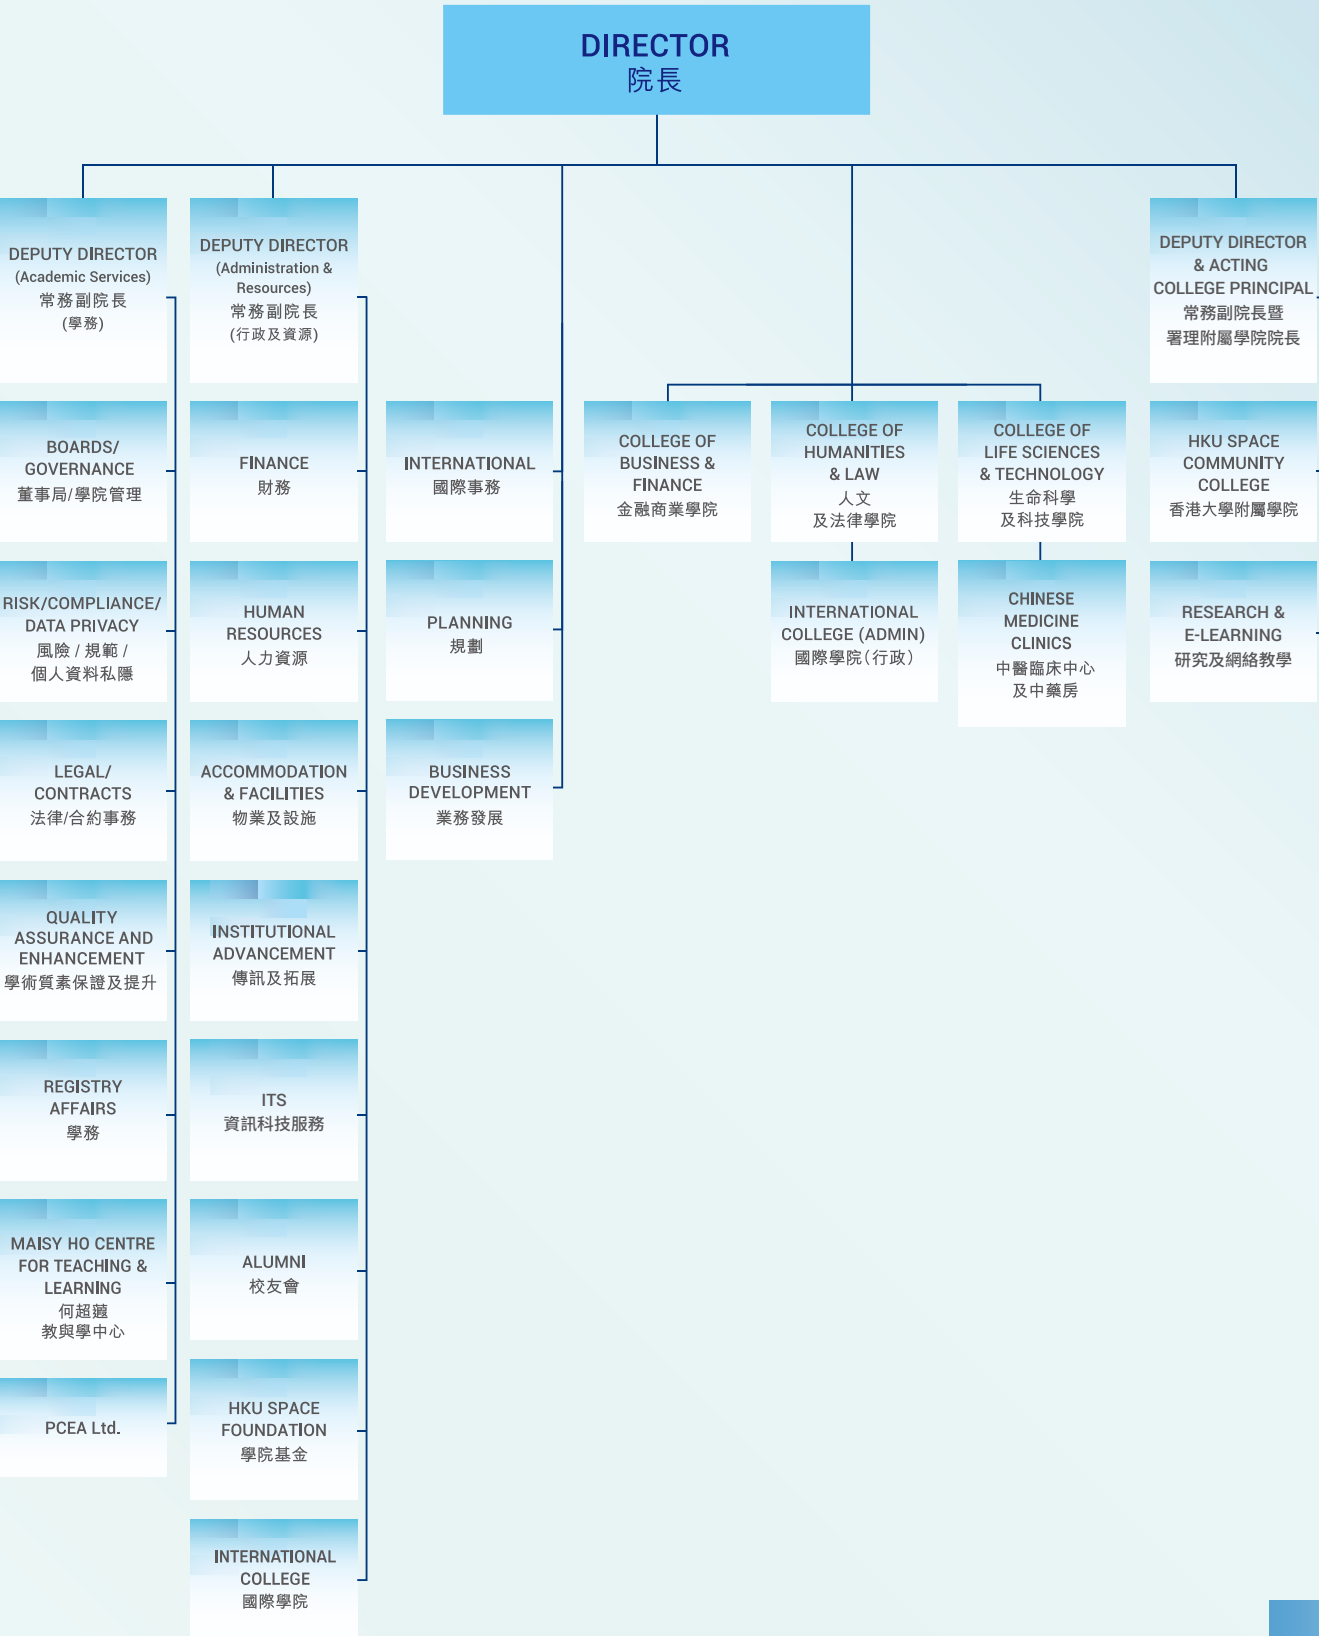 DIRECTOR
院長
DEPUTY DIRECTOR
(Academic Services)
常務副院長
(學務)
BOARDS/
GOVERNANCE
董事局/學院管理
RISK/COMPLIANCE/
DATA PRIVACY
風險 / 規範 /
個人資料私隱
LEGAL/
CONTRACTS
法律/合約事務
QUALITY
ASSURANCE AND
ENHANCEMENT
學術質素保證及提升
REGISTRY
AFFAIRS
學務
MAISY HO CENTRE
FOR TEACHING &
LEARNING
何超蕸
教與學中心
PCEA Ltd.
DEPUTY DIRECTOR
(Administration &
Resources)
常務副院長
(行政及資源)
FINANCE
財務
HUMAN
RESOURCES
人力資源
ACCOMMODATION
& FACILITIES
物業及設施
INSTITUTIONAL
ADVANCEMENT
傳訊及拓展
ITS
資訊科技服務
ALUMNI
校友會
HKU SPACE
FOUNDATION
學院基金
INTERNATIONAL
COLLEGE
國際學院
INTERNATIONAL
國際事務
PLANNING
規劃
BUSINESS
DEVELOPMENT
業務發展
COLLEGE OF
BUSINESS &
FINANCE
金融商業學院
COLLEGE OF
HUMANITIES
& LAW
人文
及法律學院
INTERNATIONAL
COLLEGE (ADMIN)
國際學院（行政）
COLLEGE OF
LIFE SCIENCES
& TECHNOLOGY
生命科學
及科技學院
CHINESE
MEDICINE
CLINICS
中醫臨床中心
及中藥房
DEPUTY DIRECTOR
& ACTING
COLLEGE PRINCIPAL
常務副院長暨
署理附屬學院院長
HKU SPACE
COMMUNITY
COLLEGE
香港大學附屬學院
RESEARCH &
E-LEARNING
研究及網絡教學